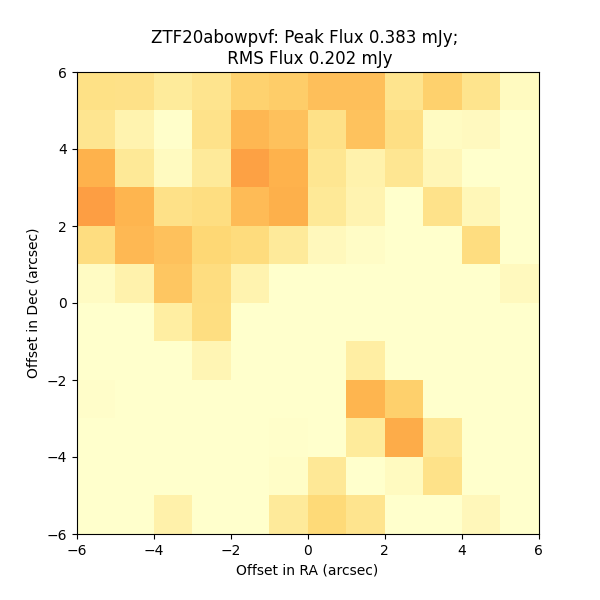 ZTF20abowpvf: Peak Flux 0.383 mJy;
RMS Flux 0.202 mJy
6
4
2
0
−2
−4
−6
Offset in Dec (arcsec)
−6 −4 −2 0 2 4 6
Offset in RA (arcsec)